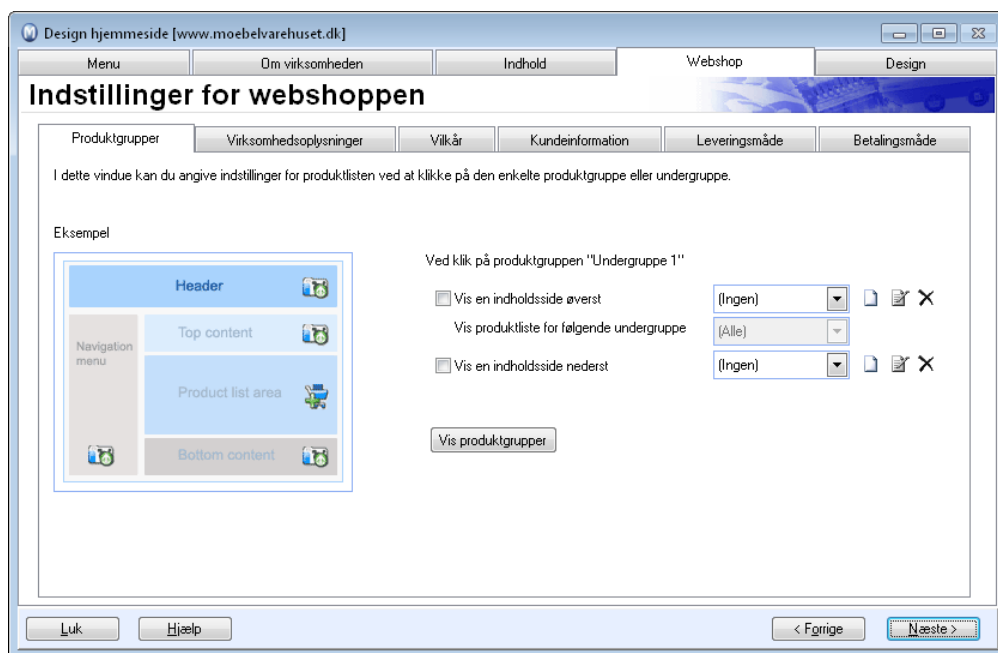 Design hjemmeside [www.moebelvarehuset.dk]
Menu
Om virksomheden
Indhold
Webshop
Design
Indstillinger for webshoppen
Produktgrupper
Virksomhedsoplysninger
Vilkår
Kundeinformation
Leveringsmåde
Betalingsmåde
I dette vindue kan du angive indstillinger for produktlisten ved at klikke på den enkelte produktgruppe eller undergruppe.
Eksempel
Header
Navigation
menu
Top content
Product list area
Bottom content
Ved klik på produktgruppen "Undergruppe 1"
Vis en indholdsside øverst
(Ingen)
Vis produktliste for følgende undergruppe
(Alle)
Vis en indholdsside nederst
(Ingen)
Vis produktgrupper
Luk
Hjælp
< Forrige
Næste >